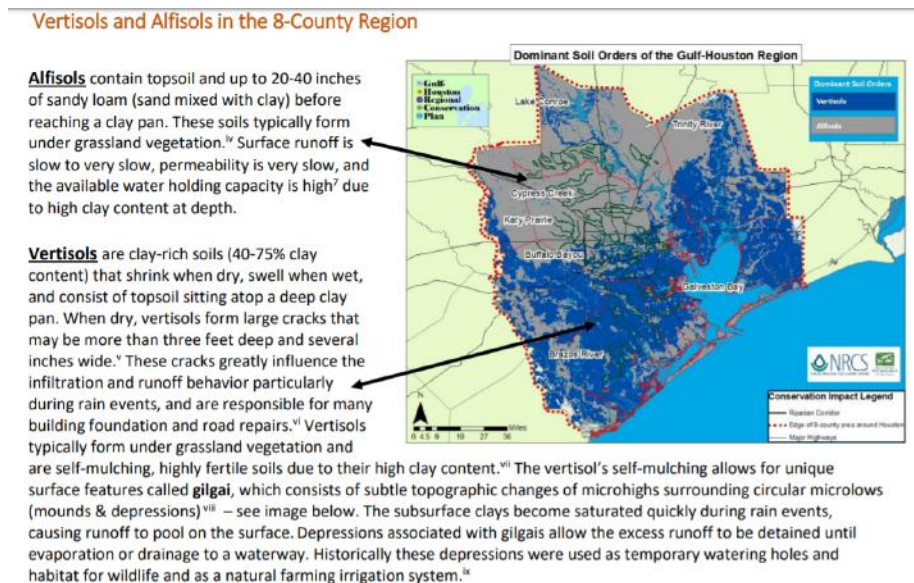 Vertisols and Alfisols in the 8-County Region
Alfisols contain topsoil and up to 20-40 inches
of sandy loam (sand mixed with clay) before
reaching a clay pan. These soils typically form
under grassland vegetation.iv Surface runoff is
slow to very slow, permeability is very slow, and
the available water holding capacity is high7 due
to high clay content at depth.
Vertisols are clay-rich soils (40-75% clay
content) that shrink when dry, swell when wet,
and consist of topsoil sitting atop a deep clay
pan. When dry, vertisols form large cracks that
may be more than three feet deep and several
inches wide.v These cracks greatly influence the
infiltration and runoff behavior particularly
during rain events, and are responsible for many
building foundation and road repairs.vi Vertisols
typically form under grassland vegetation and
are self-mulching, highly fertile soils due to their high clay content.vii The vertisol's self-mulching allows for unique
surface features called gilgai, which consists of subtle topographic changes of microhighs surrounding circular microlows
(mounds & depressions)viii – see image below. The subsurface clays become saturated quickly during rain events,
causing runoff to pool on the surface. Depressions associated with gilgais allow the excess runoff to be detained until
evaporation or drainage to a waterway. Historically these depressions were used as temporary watering holes and
habitat for wildlife and as a natural farming irrigation system.ix
Dominant Soil Orders of the Gulf-Houston Region
Gulf-
Houston
Regional
Conservation
Plan
Dominant Soil Orders
Vertisols
Alfisols
Lake Conroe
Trinity River
Cypress Creek
Katy Prairie
Buffalo Bayou
Galveston Bay
Brazos River
NRCS
N
Miles
0 4.5 9 18 27 36
Conservation Impact Legend
Riparian Corridor
Edge of 8-county area around Houston
Major Highways